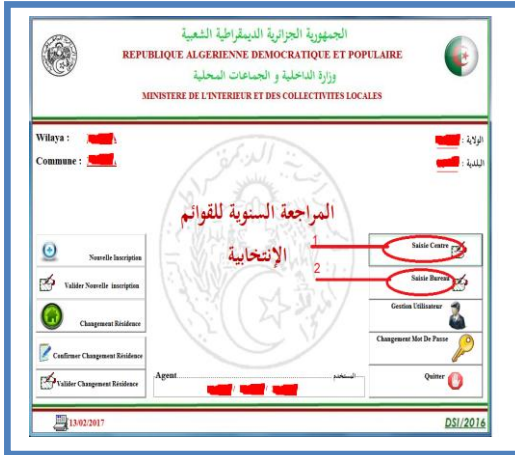 الجمهورية الجزائرية الديمقراطية الشعبية
REPUBLIQUE ALGERIENNE DEMOCRATIQUE ET POPULAIRE
وزارة الداخلية و الجماعات المحلية
MINISTERE DE L'INTERIEUR ET DES COLLECTIVITES LOCALES
Wilaya :
الولاية :
Commune :
البلدية :
المراجعة السنوية للقوائم
الإنتخابية
1
2
Nouvelle Inscription
Valider Nouvelle inscription
Changement Résidence
Confirmer Changement Résidence
Valider Changement Résidence
Saisie Centre
Saisie Bureau
Gestion Utilisateur
Changement Mot De Passe
Quitter
Agent
المستخدم
13/02/2017
DSI/2016